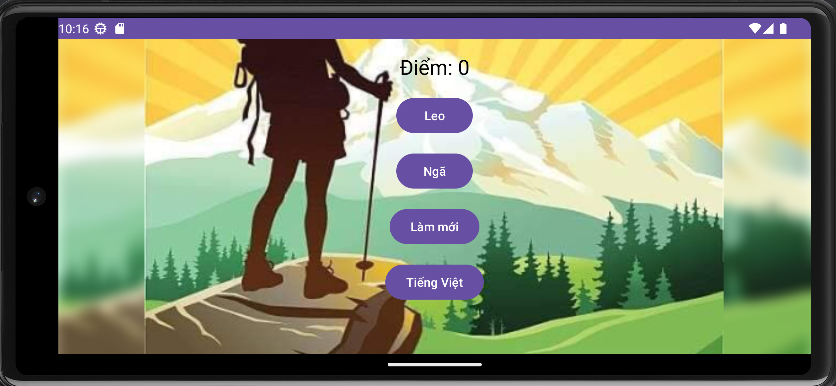 10:16
Điểm: 0
Leo
Ngã
Làm mới
Tiếng Việt